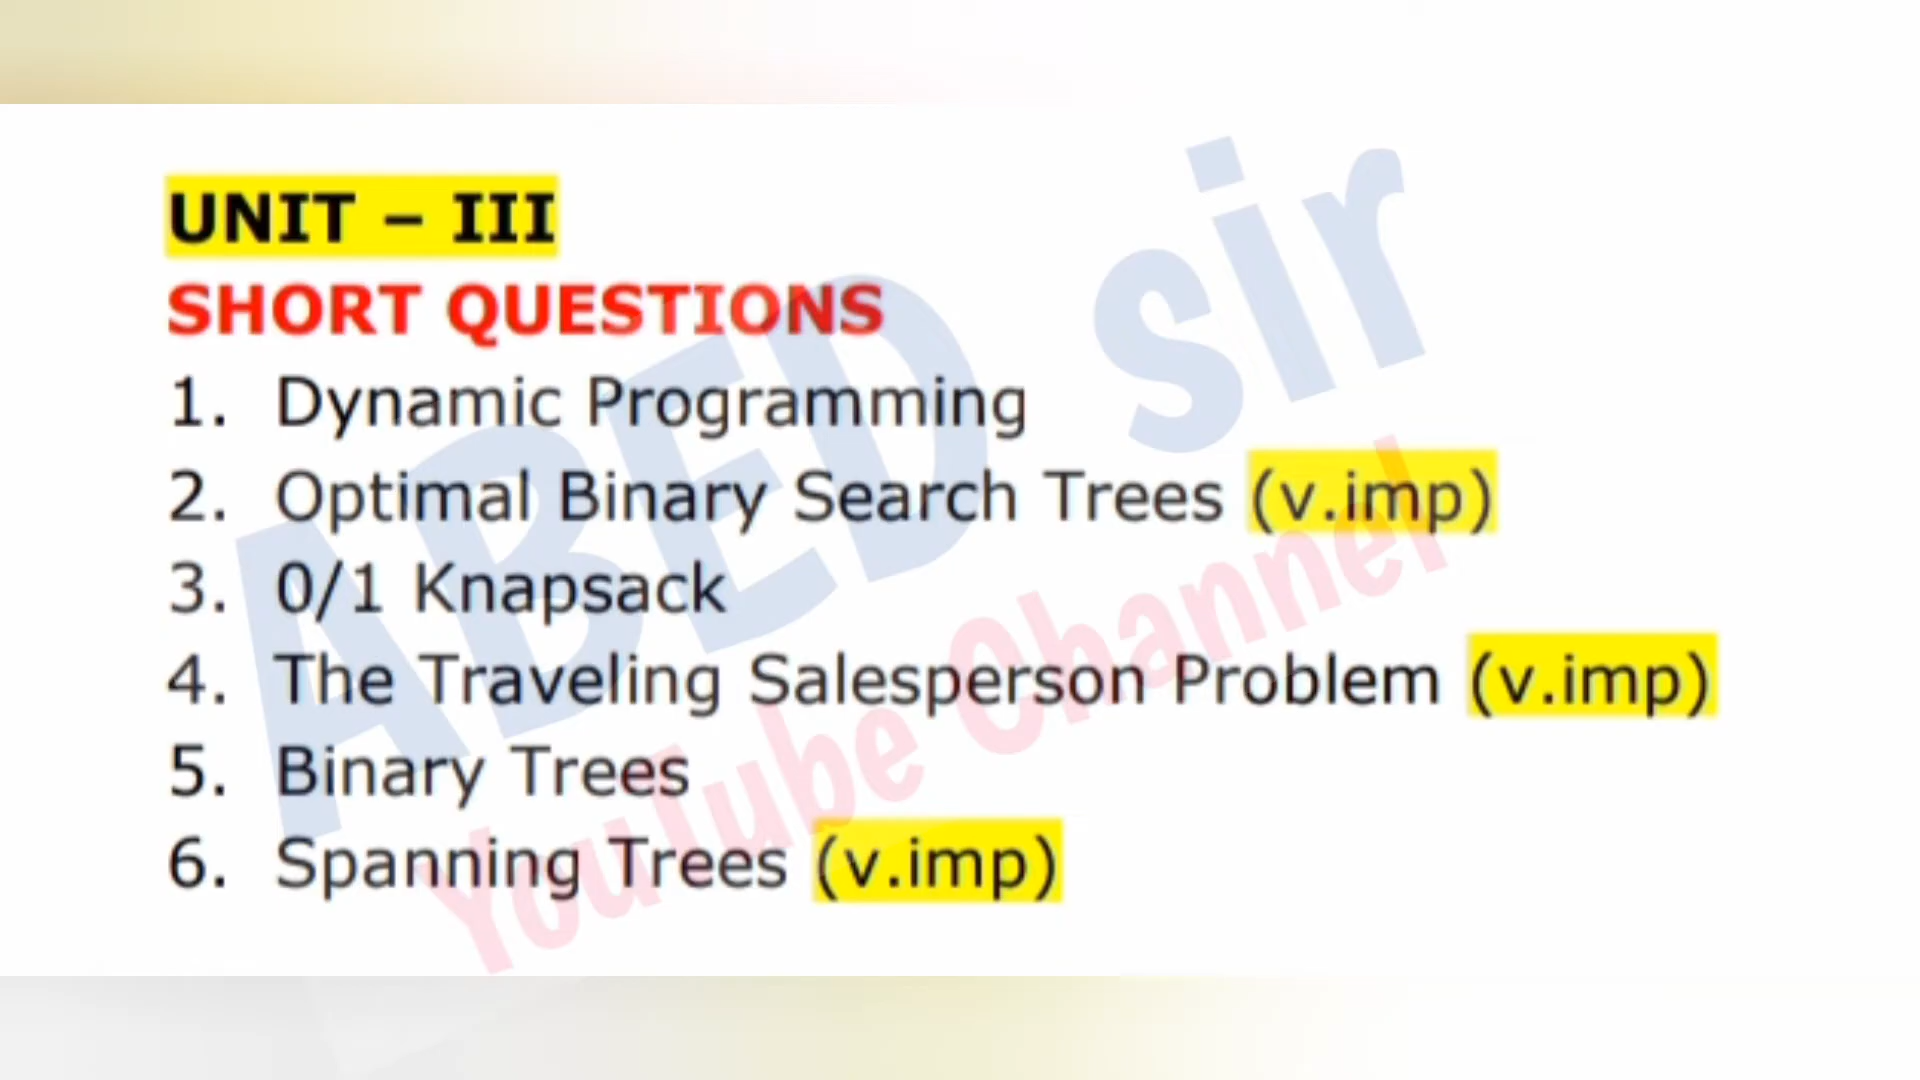 UNIT – III
SHORT QUESTIONS
1. Dynamic Programming
2. Optimal Binary Search Trees (v.imp)
3. 0/1 Knapsack
4. The Traveling Salesperson Problem (v.imp)
5. Binary Trees
6. Spanning Trees (v.imp)
ABED sir
YouTube Channel